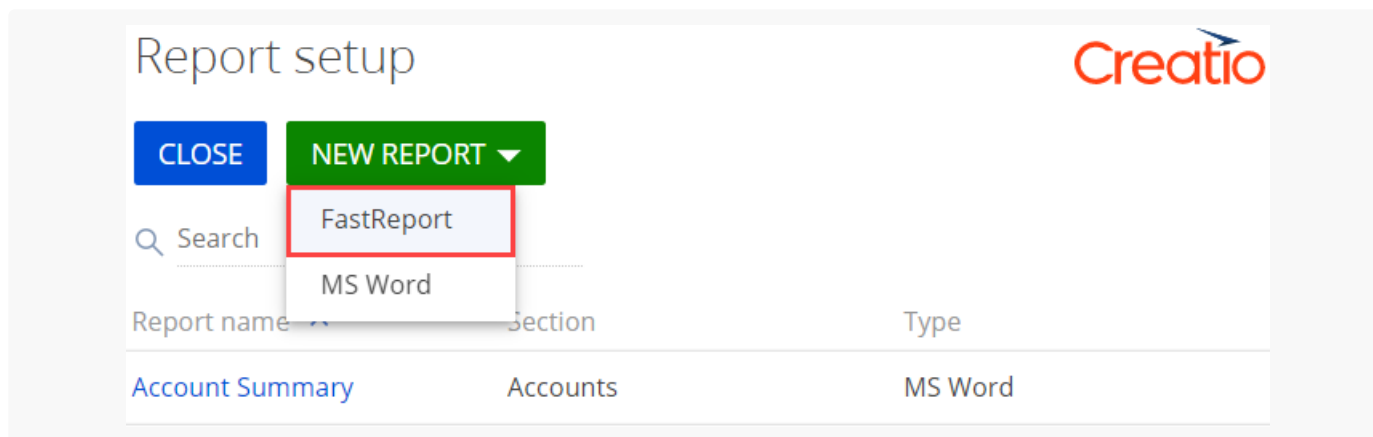 Report setup
Creatio
CLOSE NEW REPORT
FastReport
Search
MS Word
Report name Section Type
Account Summary Accounts MS Word